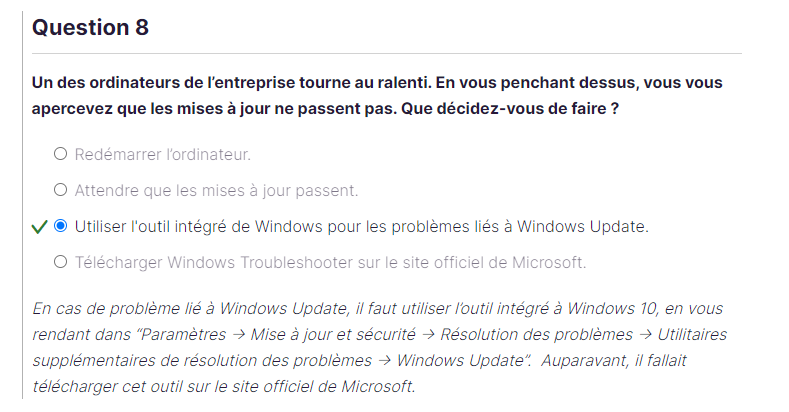 Question 8
Un des ordinateurs de l’entreprise tourne au ralenti. En vous penchant dessus, vous vous
apercevez que les mises à jour ne passent pas. Que décidez-vous de faire ?
Redémarrer l’ordinateur.
Attendre que les mises à jour passent.
Utiliser l'outil intégré de Windows pour les problèmes liés à Windows Update.
Télécharger Windows Troubleshooter sur le site officiel de Microsoft.
En cas de problème lié à Windows Update, il faut utiliser l’outil intégré à Windows 10, en vous
rendant dans “Paramètres → Mise à jour et sécurité → Résolution des problèmes → Utilitaires
supplémentaires de résolution des problèmes → Windows Update”. Auparavant, il fallait
télécharger cet outil sur le site officiel de Microsoft.